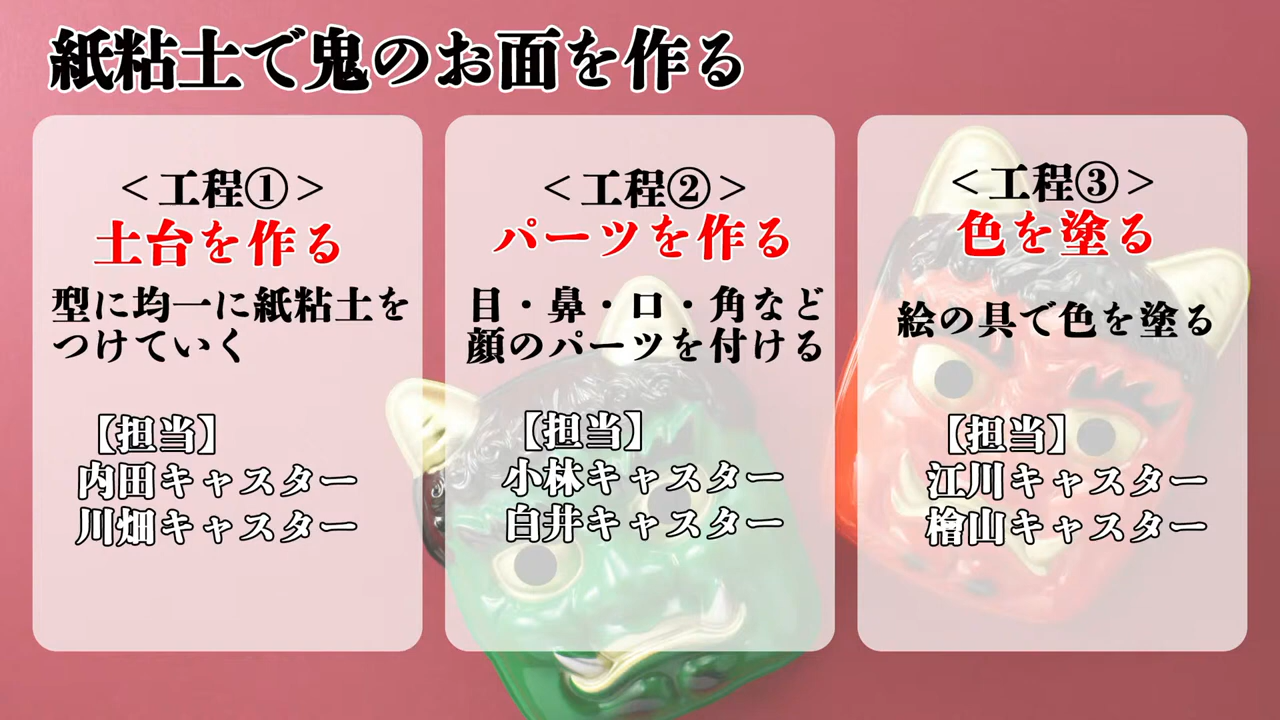 紙粘土で鬼のお面を作る
＜工程①＞
土台を作る
型に均一に紙粘土を
つけていく
【担当】
内田キャスター
川畑キャスター
＜工程②＞
パーツを作る
目・鼻・口・角など
顔のパーツを付ける
【担当】
小林キャスター
白井キャスター
＜工程③＞
色を塗る
絵の具で色を塗る
【担当】
江川キャスター
檜山キャスター